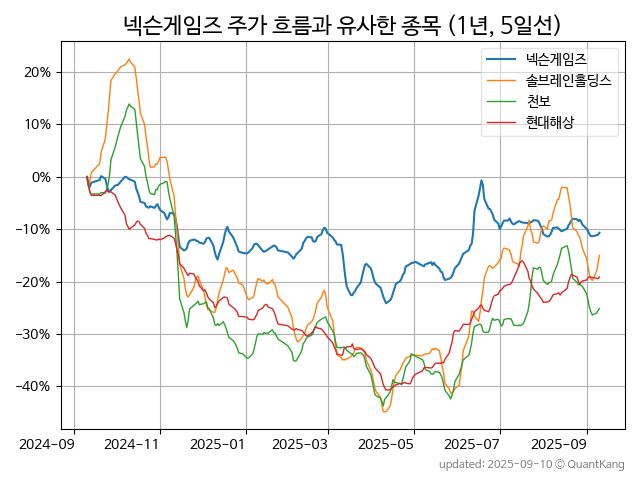 넥슨게임즈 주가 흐름과 유사한 종목 (1년, 5일선)
넥슨게임즈
솔브레인홀딩스
천보
현대해상
20%
10%
0%
−10%
−20%
−30%
−40%
2024-09 2024-11 2025-01 2025-03 2025-05 2025-07 2025-09
updated: 2025-09-10 © QuantKang